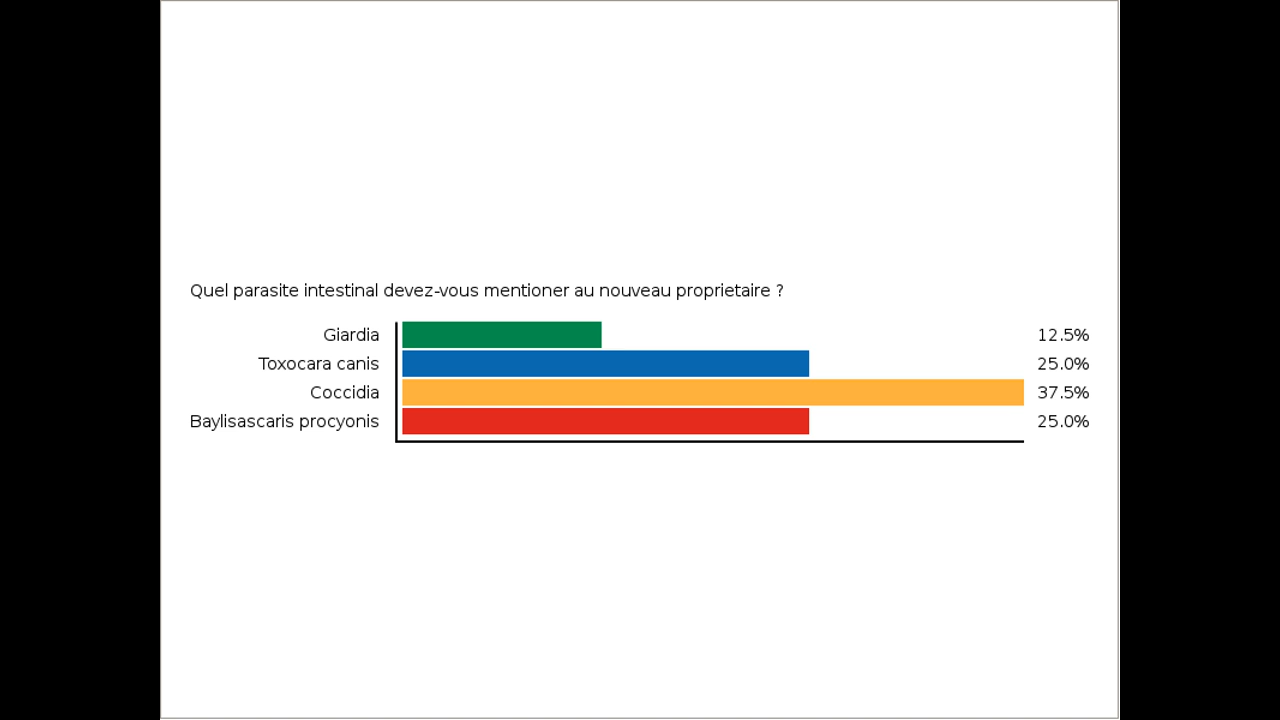 Quel parasite intestinal devez-vous mentioner au nouveau proprietaire ?
Giardia 12.5%
Toxocara canis 25.0%
Coccidia 37.5%
Baylisascaris procyonis 25.0%